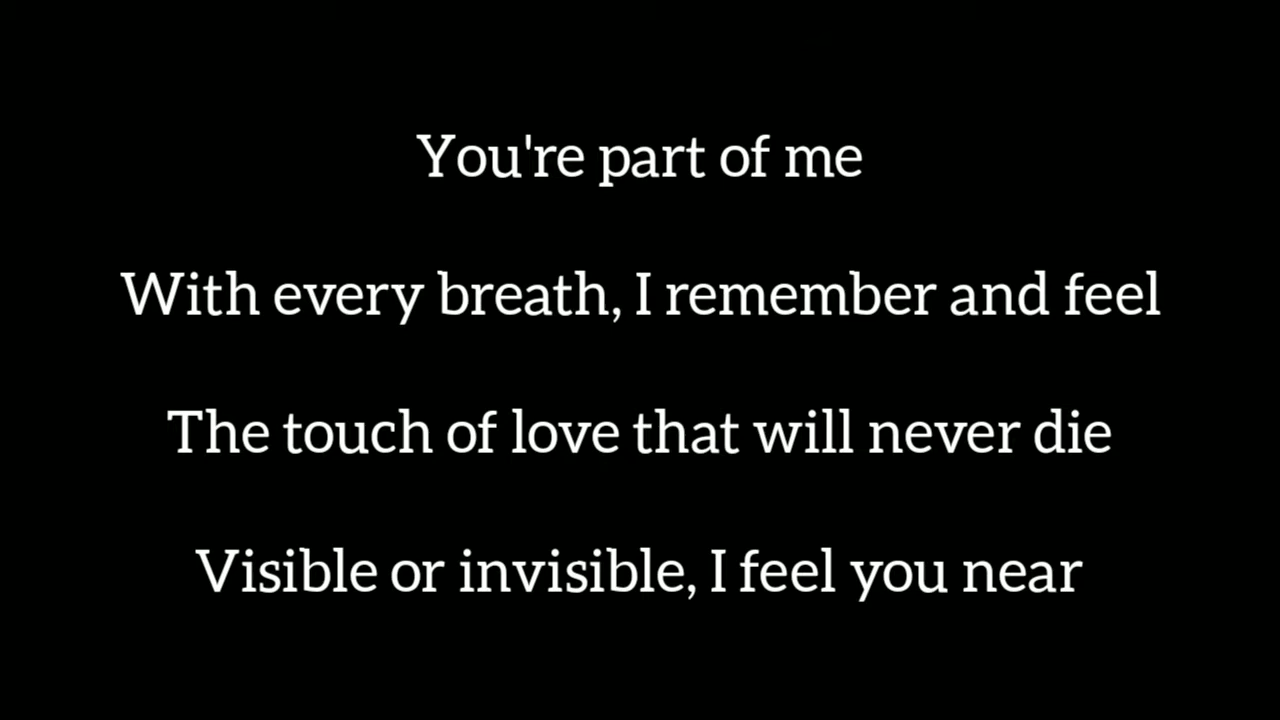 You're part of me
With every breath, I remember and feel
The touch of love that will never die
Visible or invisible, I feel you near